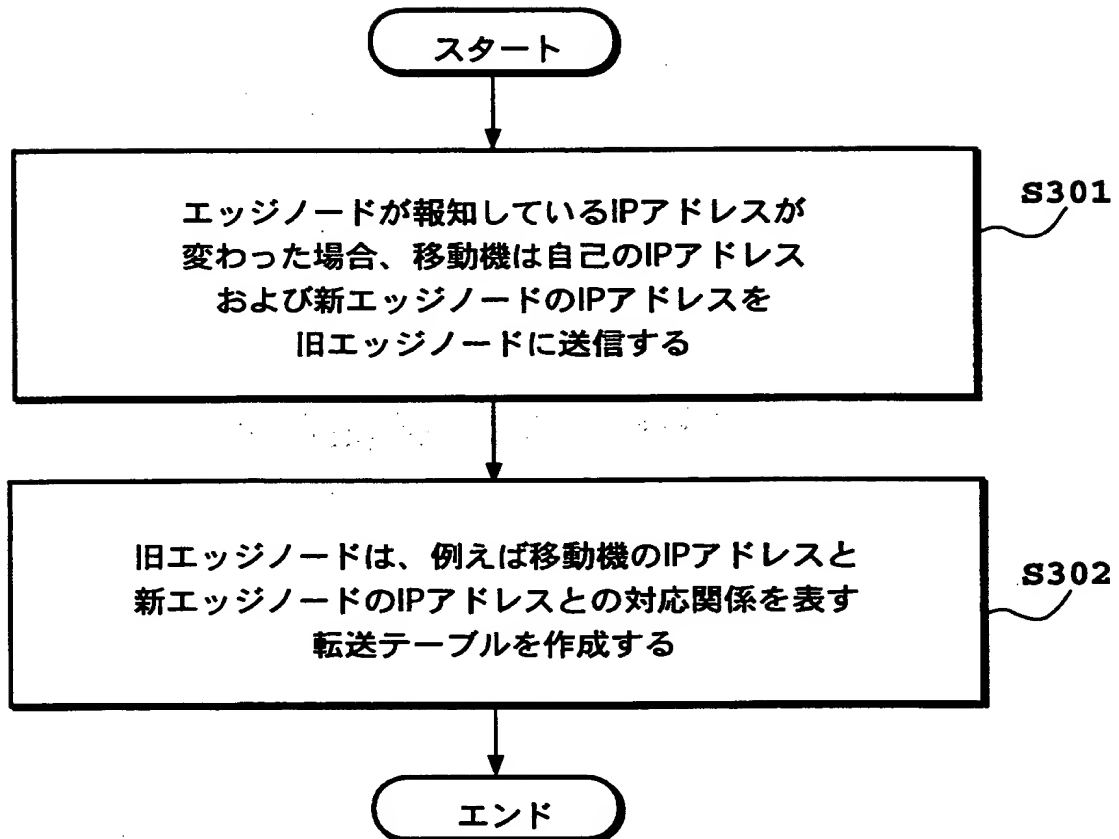 スタート
エッジノードが報知しているIPアドレスが
変わった場合、移動機は自己のIPアドレス
および新エッジノードのIPアドレスを
旧エッジノードに送信する
S301
旧エッジノードは、例えば移動機のIPアドレスと
新エッジノードのIPアドレスとの対応関係を表す
転送テーブルを作成する
S302
エンド